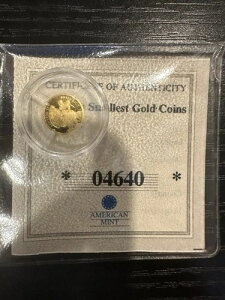 CERTIFICATE OF AUTHENTICITY
Smallest Gold Coins
* 04640 *
AMERICAN
MINT